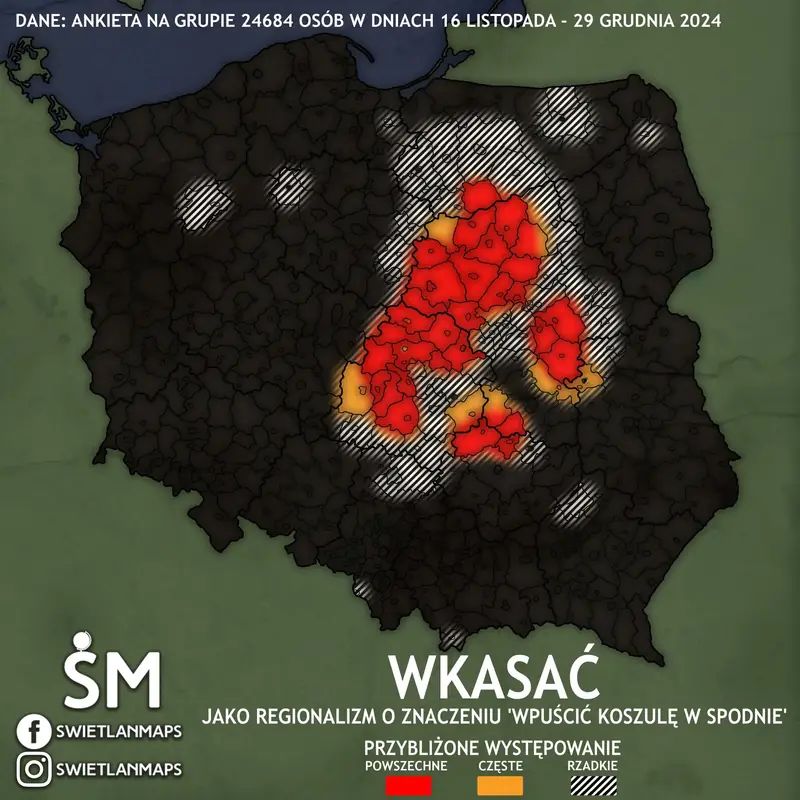 DANE: ANKIETA NA GRUPIE 24684 OSÓB W DNIACH 16 LISTOPADA - 29 GRUDNIA 2024
ŚM
SWIETLANMAPS
SWIETLANMAPS
WKASAĆ
JAKO REGIONALIZM O ZNACZENIU 'WPUŚCIĆ KOSZULĘ W SPODNIE'
PRZYBLIŻONE WYSTĘPOWANIE
POWSZECHNE CZĘSTE RZADKIE